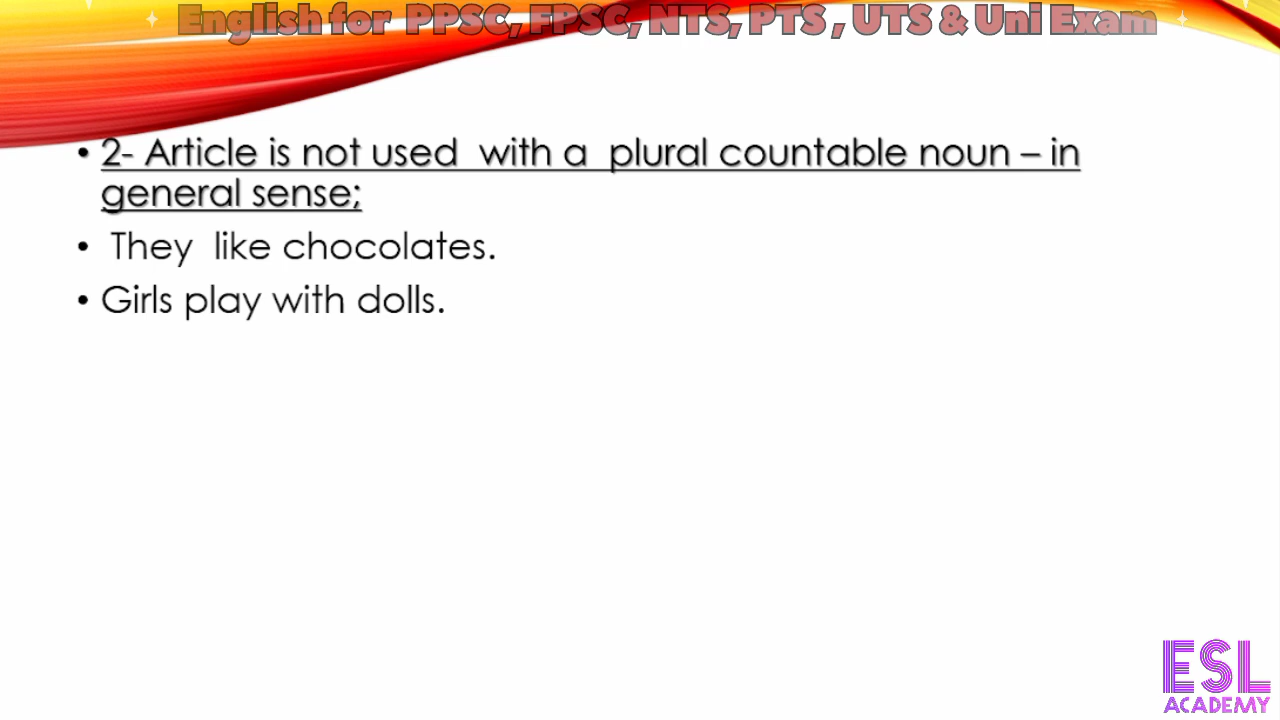 English for PPSC, FPSC, NTS, PTS , UTS & Uni Exam
• 2- Article is not used with a plural countable noun – in
general sense;
• They like chocolates.
• Girls play with dolls.
ESL
ACADEMY